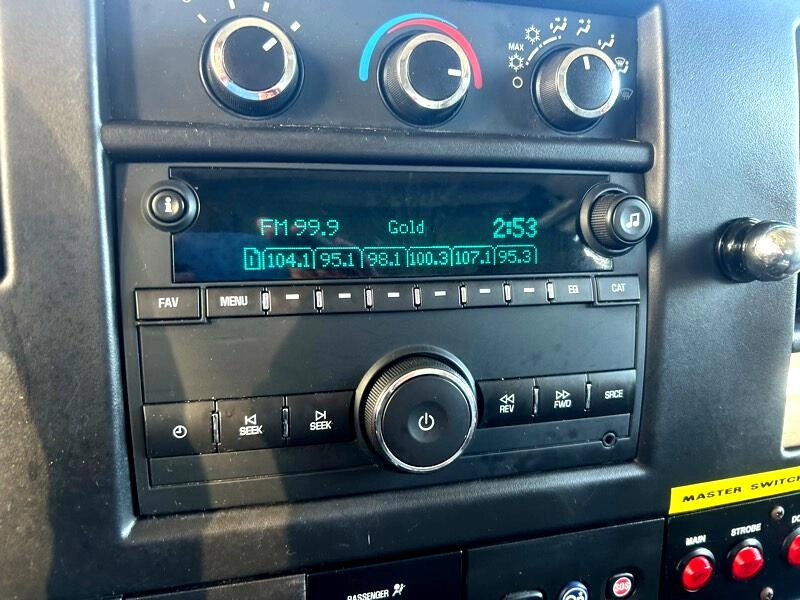 MAX
FM 99.9 Gold 2:53
1 104.1 95.1 98.1 100.3 107.1 95.3
FAV MENU EQ CAT
SEEK SEEK REV FWD SRCE
MASTER SWITCH
MAIN STROBE
PASSENGER
SOS